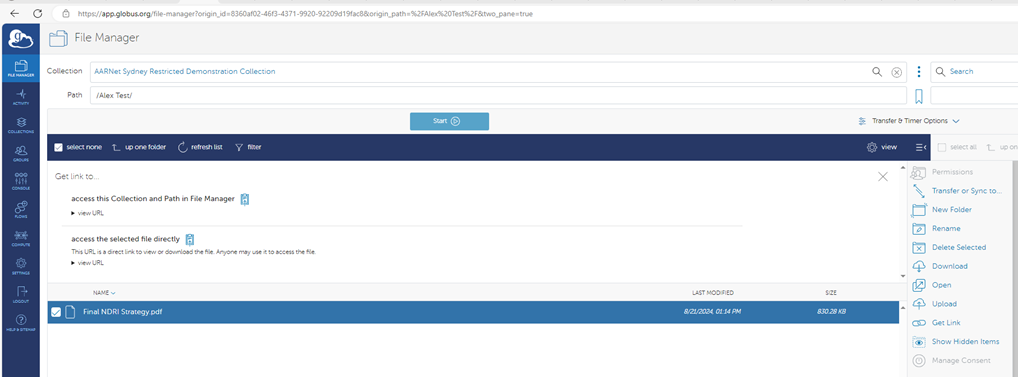 https://app.globus.org/file-manager?origin_id=8360af02-46f3-4371-9920-92209d19fac8&origin_path=%2FAlex%20Test%2F&two_pane=true
File Manager
FILE MANAGER
ACTIVITY
COLLECTIONS
GROUPS
CONSOLE
FLOWS
COMPUTE
SETTINGS
LOGOUT
HELP & SITEMAP
Collection
AARNet Sydney Restricted Demonstration Collection
Search
Path
/Alex Test/
Start
Transfer & Timer Options
select none
up one folder
refresh list
filter
view
select all
up on
Get link to...
access this Collection and Path in File Manager
view URL
access the selected file directly
This URL is a direct link to view or download the file. Anyone may use it to access the file.
view URL
NAME
LAST MODIFIED
SIZE
Final NDRI Strategy.pdf
8/21/2024, 01:14 PM
830.28 KB
Permissions
Transfer or Sync to...
New Folder
Rename
Delete Selected
Download
Open
Upload
Get Link
Show Hidden Items
Manage Consent